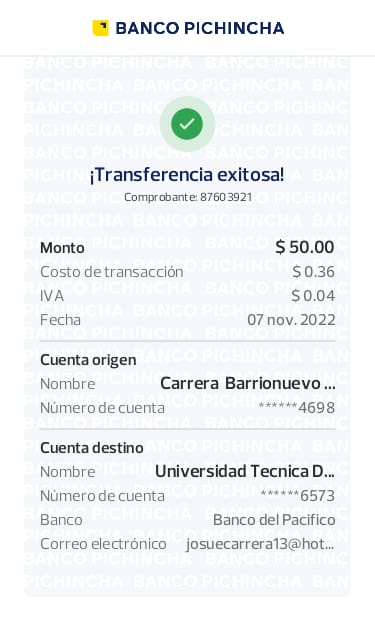 BANCO PICHINCHA
¡Transferencia exitosa!
Comprobante: 87603921
Monto $ 50.00
Costo de transacción $ 0.36
IVA $ 0.04
Fecha 07 nov. 2022
Cuenta origen
Nombre Carrera Barrionuevo ...
Número de cuenta ******4698
Cuenta destino
Nombre Universidad Tecnica D...
Número de cuenta ******6573
Banco Banco del Pacifico
Correo electrónico josuecarrera13@hot...